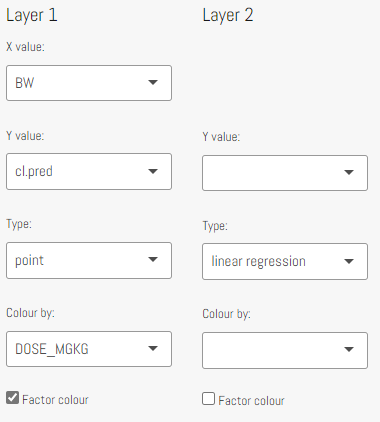 Layer 1
Layer 2
X value:
BW
Y value:
Y value:
cl.pred
Type:
Type:
point
linear regression
Colour by:
Colour by:
DOSE_MGKG
Factor colour
Factor colour